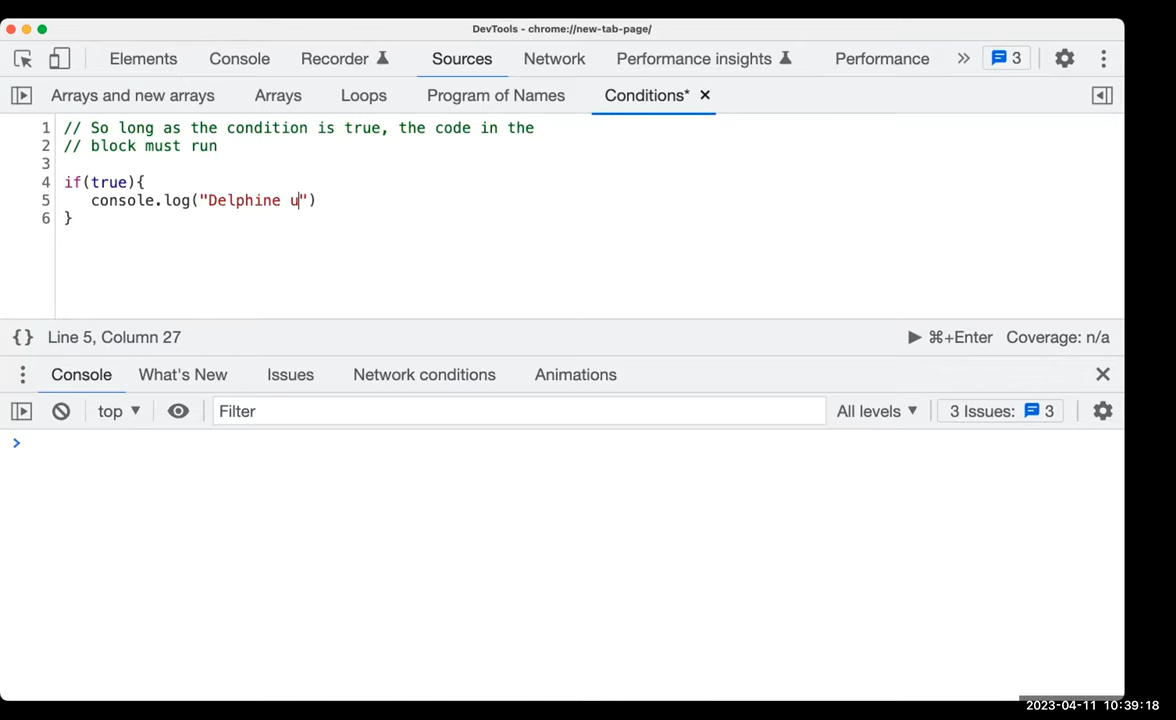 DevTools - chrome://new-tab-page/
Elements Console Recorder Sources Network Performance insights Performance » 3
Arrays and new arrays Arrays Loops Program of Names Conditions* ×
1 // So long as the condition is true, the code in the
2 // block must run
3
4 if(true){
5 console.log("Delphine u")
6 }
{} Line 5, Column 27 ⌘+Enter Coverage: n/a
Console What's New Issues Network conditions Animations ×
top ▼ Filter All levels ▼ 3 Issues: 3
>
2023-04-11 10:39:18